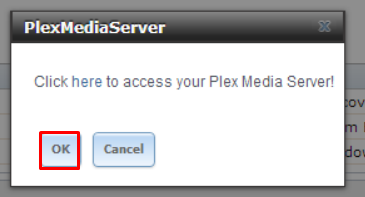 PlexMediaServer
Click here to access your Plex Media Server!
OK
Cancel